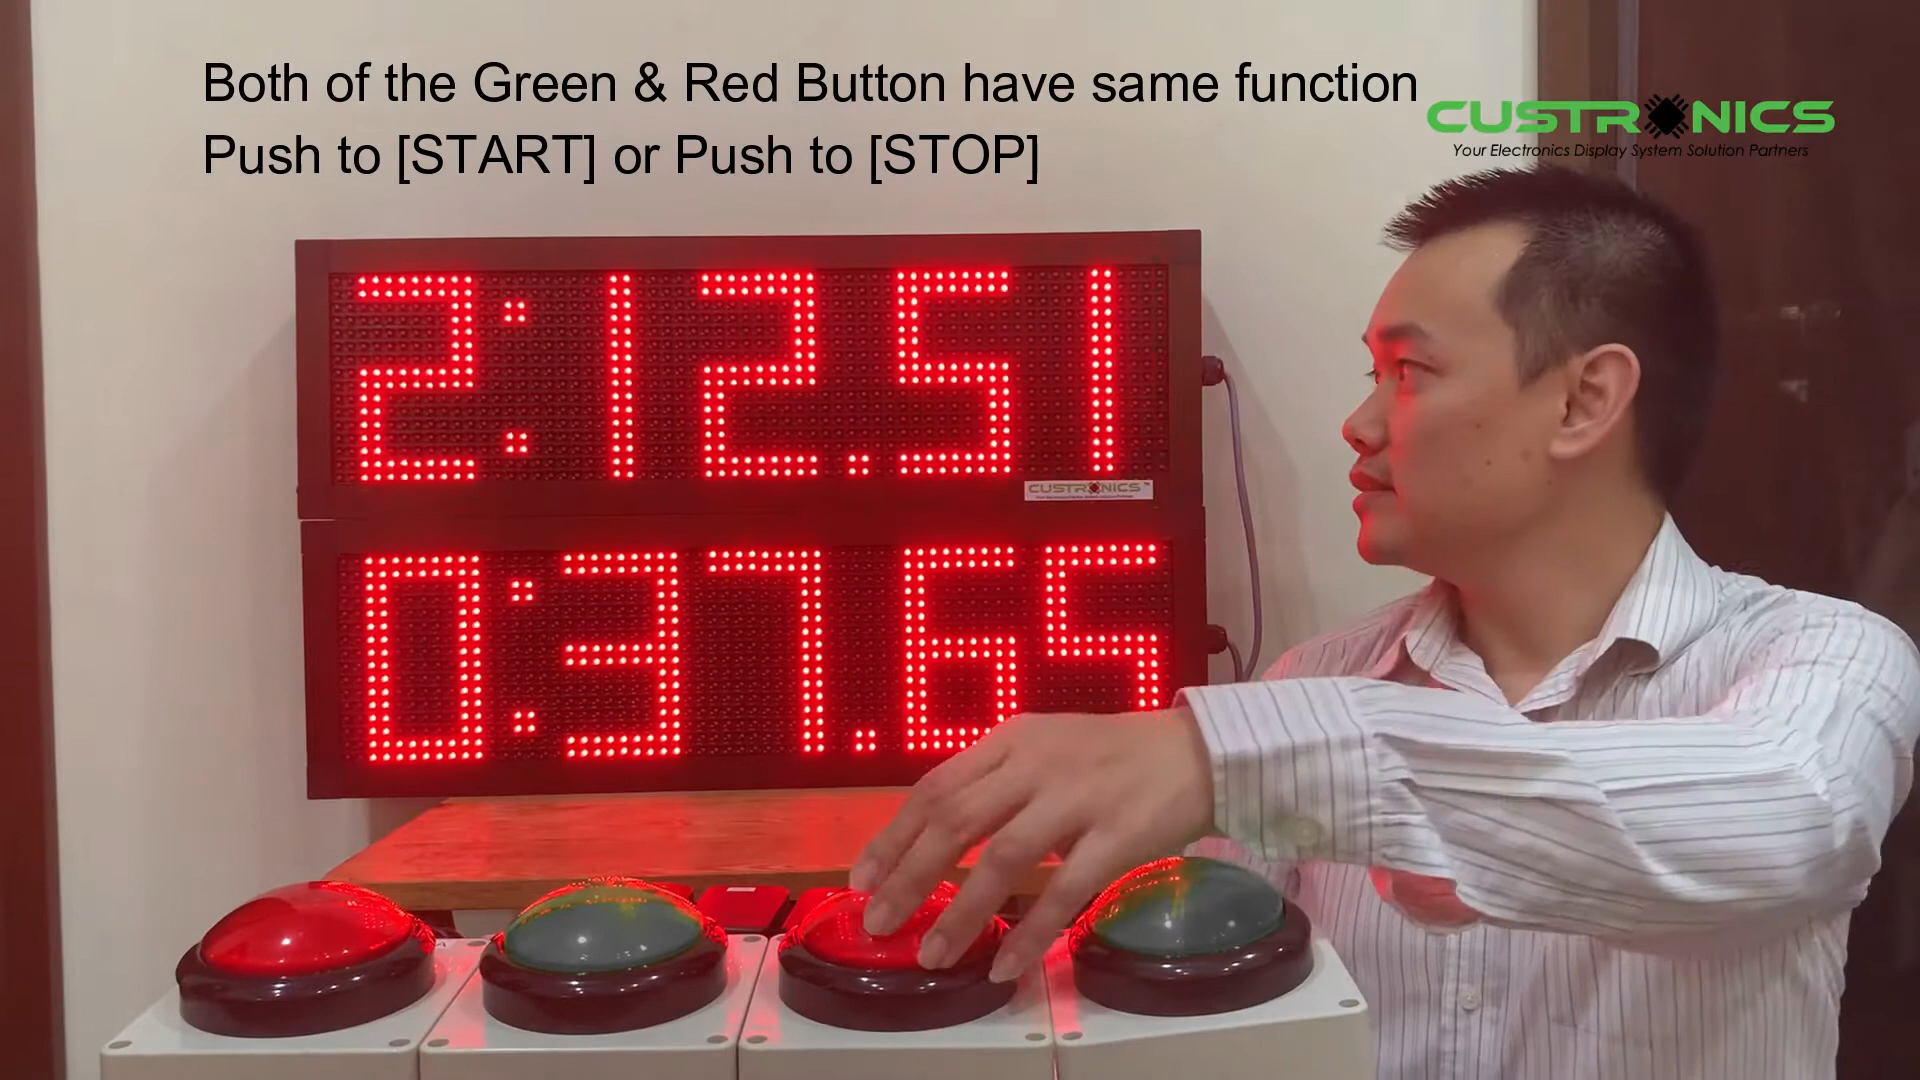 Both of the Green & Red Button have same function
Push to [START] or Push to [STOP]
CUSTRONICS
Your Electronics Display System Solution Partners
2:12.51
CUSTRONICS
0:37.65